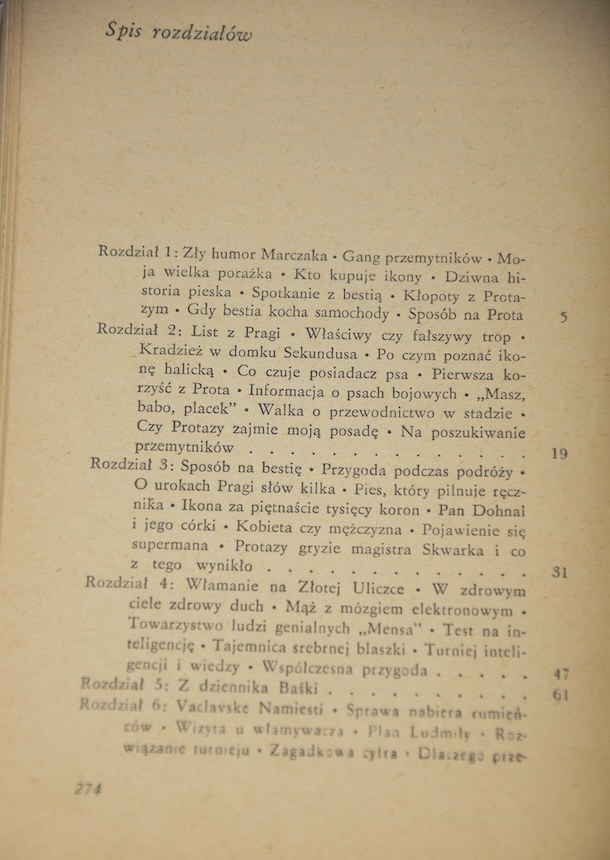 Spis rozdziałów
Rozdział 1: Zły humor Marczaka • Gang przemytników • Mo-
ja wielka porażka • Kto kupuje ikony • Dziwna hi-
storia pieska • Spotkanie z bestią • Kłopoty z Prota-
zym • Gdy bestia kocha samochody • Sposób na Prota 5
Rozdział 2: List z Pragi • Właściwy czy fałszywy trop •
Kradzież w domku Sekundusa • Po czym poznać iko-
nę halicką • Co czuje posiadacz psa • Pierwsza ko-
rzyść z Prota • Informacja o psach bojowych • „Masz,
babo, placek” • Walka o przewodnictwo w stadzie •
Czy Protazy zajmie moją posadę • Na poszukiwanie
przemytników . . . . . . . . . . . . . 19
Rozdział 3: Sposób na bestię • Przygoda podczas podróży •
O urokach Pragi słów kilka • Pies, który pilnuje ręcz-
nika • Ikona za piętnaście tysięcy koron • Pan Dohnal
i jego córki • Kobieta czy mężczyzna • Pojawienie się
supermana • Protazy gryzie magistra Skwarka i co
z tego wynikło . . . . . . . . . . . . 31
Rozdział 4: Włamanie na Złotej Uliczce • W zdrowym
ciele zdrowy duch • Mąż z mózgiem elektronowym •
Towarzystwo ludzi genialnych „Mensa” • Test na in-
teligencję • Tajemnica srebrnej blaszki • Turniej inteli-
gencji i wiedzy • Współczesna przygoda . . . . . 47
Rozdział 5: Z dziennika Baśki . . . . . . . . . 61
Rozdział 6: Vaclavske Namiesti • Sprawa nabiera rumień-
ców • Wizyta u włamywacza • Plan Ludmiły • Roz-
wiązanie turnieju • Zagadkowa cyfra • Dlaczego prze-
274